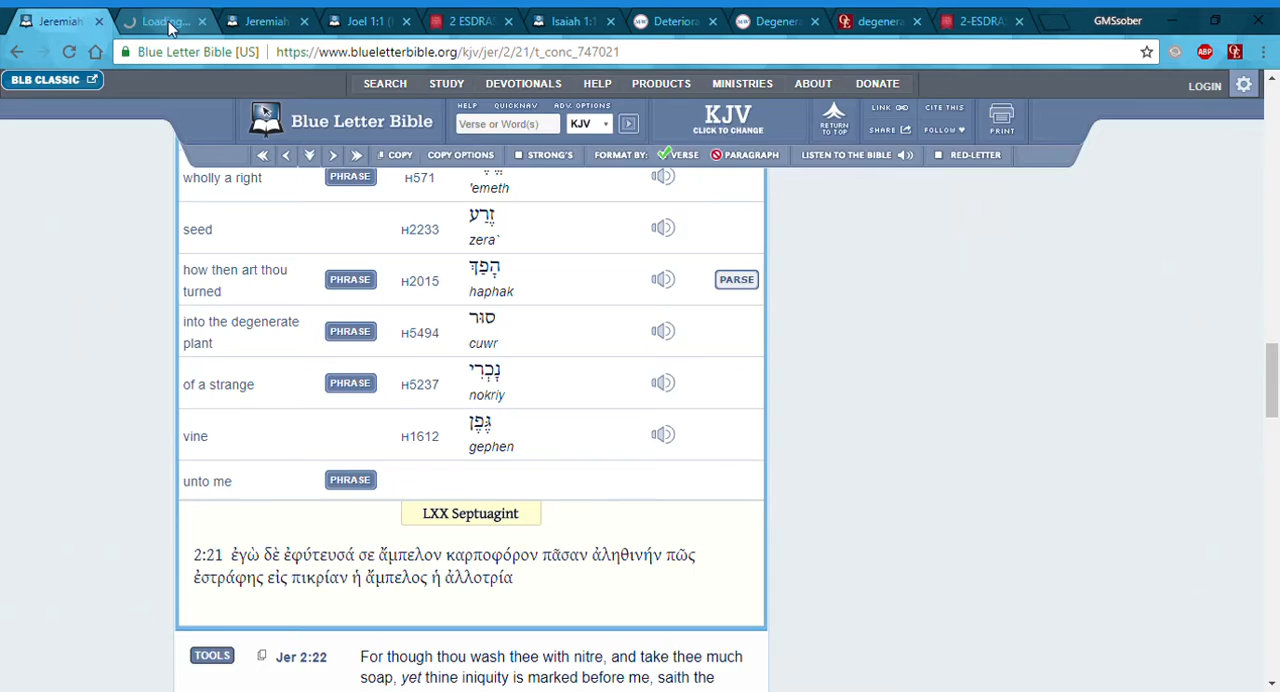 Jeremiah
Loading...
Jeremiah
Joel 1:1 (
2 ESDRAS
Isaiah 1:
Deteriora
Degenera
degenera
2-ESDRA
GMSsober
Blue Letter Bible [US]
https://www.blueletterbible.org/kjv/jer/2/21/t_conc_747021
ABP
BLB CLASSIC
SEARCH STUDY DEVOTIONALS HELP PRODUCTS MINISTRIES ABOUT DONATE
LOGIN
Blue Letter Bible
HELP QUICKNAV ADV. OPTIONS
Verse or Word(s)
KJV
KJV
CLICK TO CHANGE
RETURN
TO TOP
LINK
CITE THIS
SHARE
FOLLOW
PRINT
COPY COPY OPTIONS STRONG'S FORMAT BY: VERSE PARAGRAPH LISTEN TO THE BIBLE RED-LETTER
wholly a right PHRASE H571
'emeth
seed H2233 זֶרַע
zera`
how then art thou
turned
PHRASE H2015 הָפַךְ
haphak
PARSE
into the degenerate
plant
PHRASE H5494 סוּר
cuwr
of a strange PHRASE H5237 נׇכְרִי
nokriy
vine H1612 גֶּפֶן
gephen
unto me PHRASE
LXX Septuagint
2:21 ἐγὼ δὲ ἐφύτευσά σε ἄμπελον καρποφόρον πᾶσαν ἀληθινήν πῶς
ἐστράφης εἰς πικρίαν ἡ ἄμπελος ἡ ἀλλοτρία
TOOLS Jer 2:22 For though thou wash thee with nitre, and take thee much
soap, yet thine iniquity is marked before me, saith the